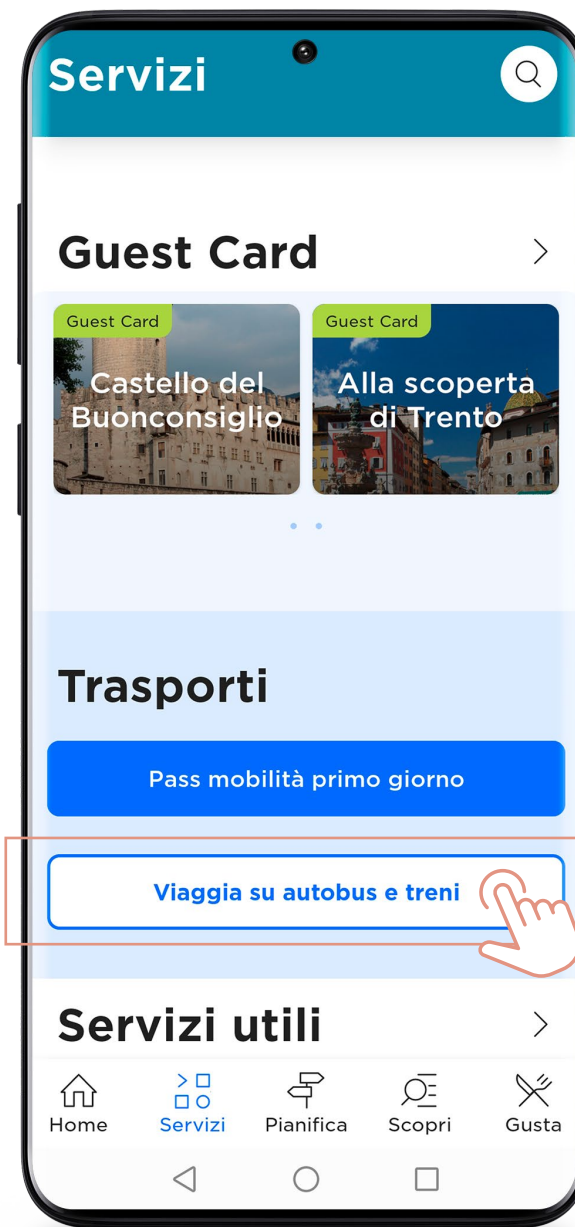 Servizi
Guest Card
Guest Card
Castello del
Buonconsiglio
Guest Card
Alla scoperta
di Trento
Trasporti
Pass mobilità primo giorno
Viaggia su autobus e treni
Servizi utili
Home
Servizi
Pianifica
Scopri
Gusta